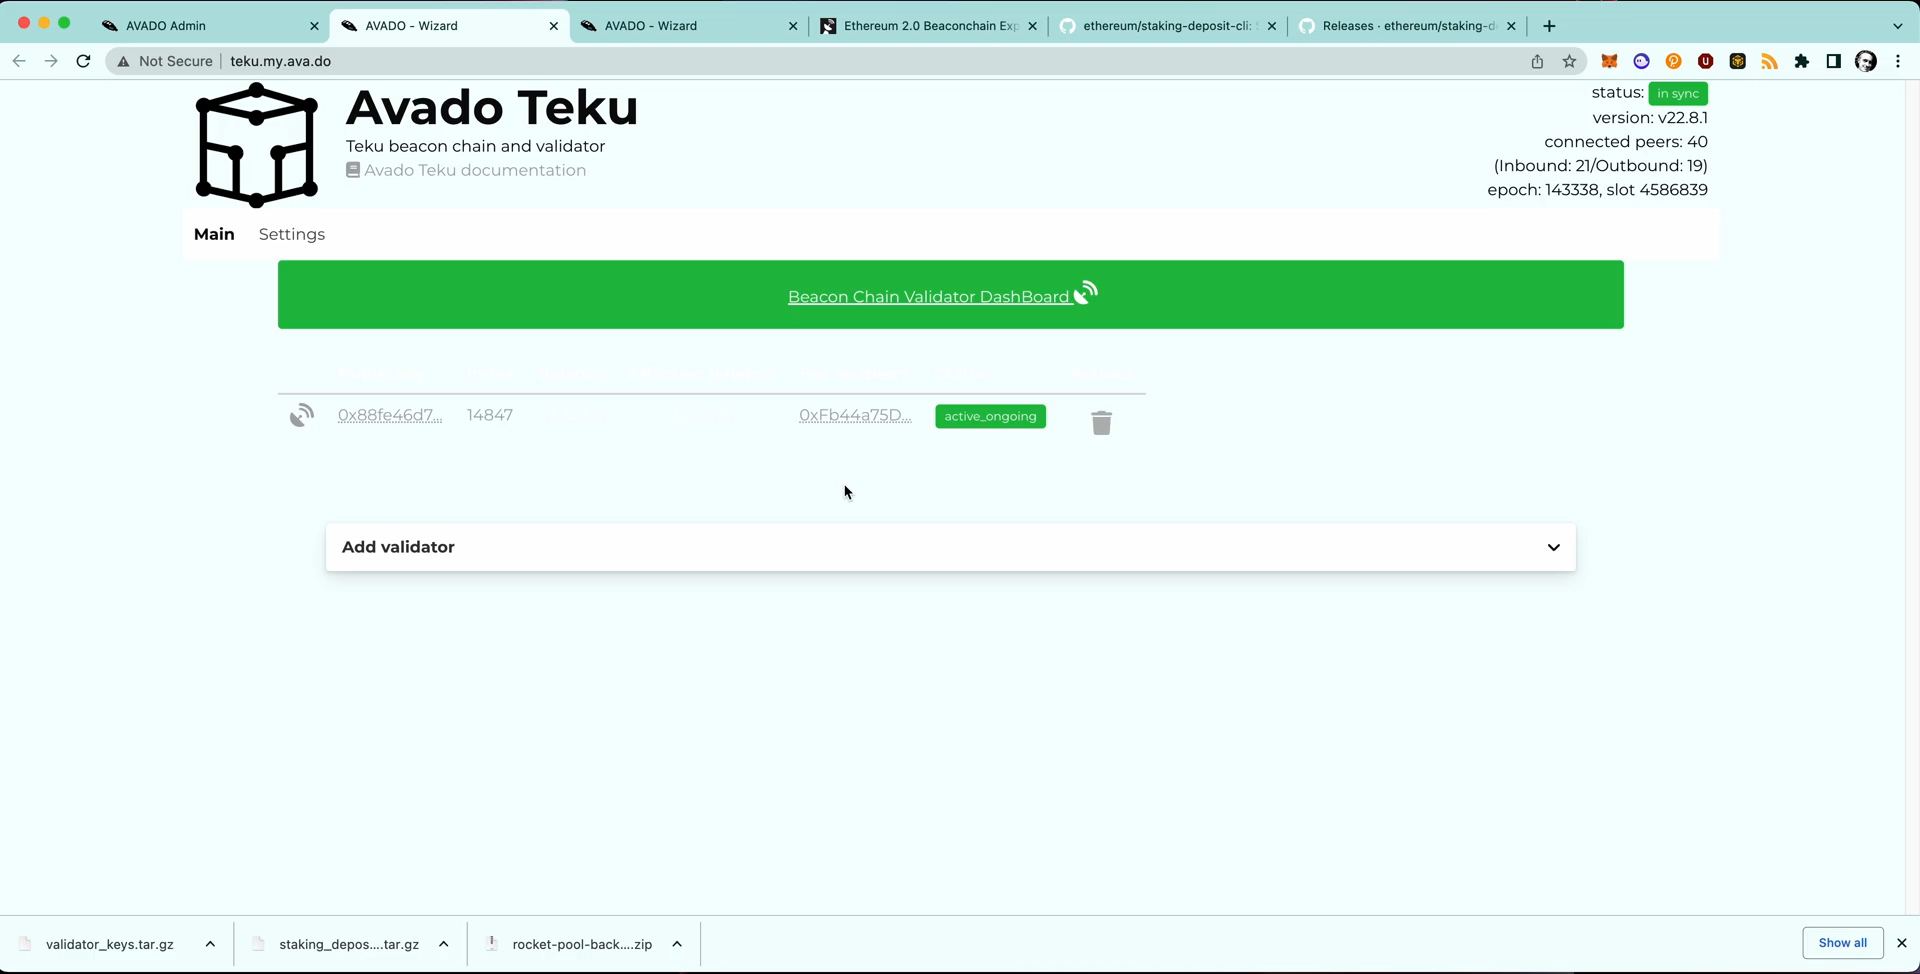 AVADO Admin
AVADO - Wizard
AVADO - Wizard
Ethereum 2.0 Beaconchain Exp
ethereum/staking-deposit-cli:
Releases · ethereum/staking-d
Not Secure
teku.my.ava.do
Avado Teku
Teku beacon chain and validator
Avado Teku documentation
status: in sync
version: v22.8.1
connected peers: 40
(Inbound: 21/Outbound: 19)
epoch: 143338, slot 4586839
Main
Settings
Beacon Chain Validator DashBoard
0x88fe46d7...
14847
0xFb44a75D...
active_ongoing
Add validator
validator_keys.tar.gz
staking_depos....tar.gz
rocket-pool-back....zip
Show all